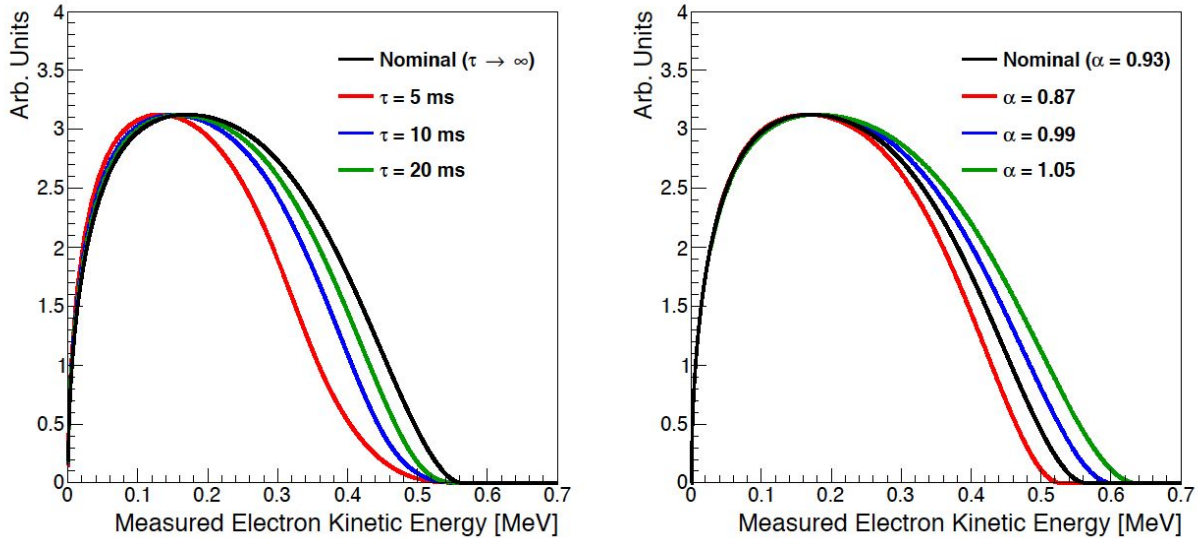 Arb. Units
4
3.5
3
2.5
2
1.5
1
0.5
0
Nominal (τ → ∞)
τ = 5 ms
τ = 10 ms
τ = 20 ms
0 0.1 0.2 0.3 0.4 0.5 0.6 0.7
Measured Electron Kinetic Energy [MeV]
Arb. Units
4
3.5
3
2.5
2
1.5
1
0.5
0
Nominal (α = 0.93)
α = 0.87
α = 0.99
α = 1.05
0 0.1 0.2 0.3 0.4 0.5 0.6 0.7
Measured Electron Kinetic Energy [MeV]